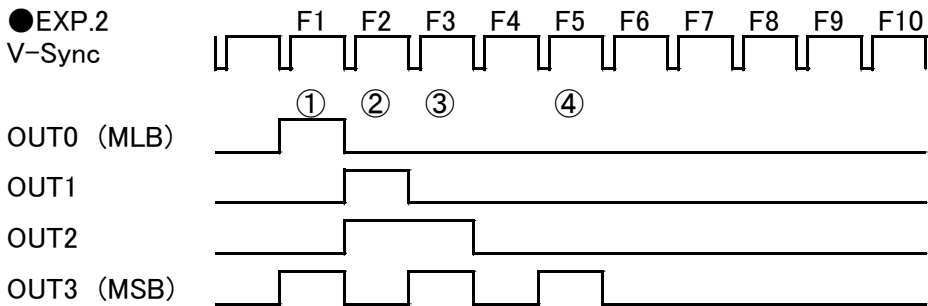 ●EXP.2 F1 F2 F3 F4 F5 F6 F7 F8 F9 F10
V-Sync
① ② ③ ④
OUT0 (MLB)
OUT1
OUT2
OUT3 (MSB)